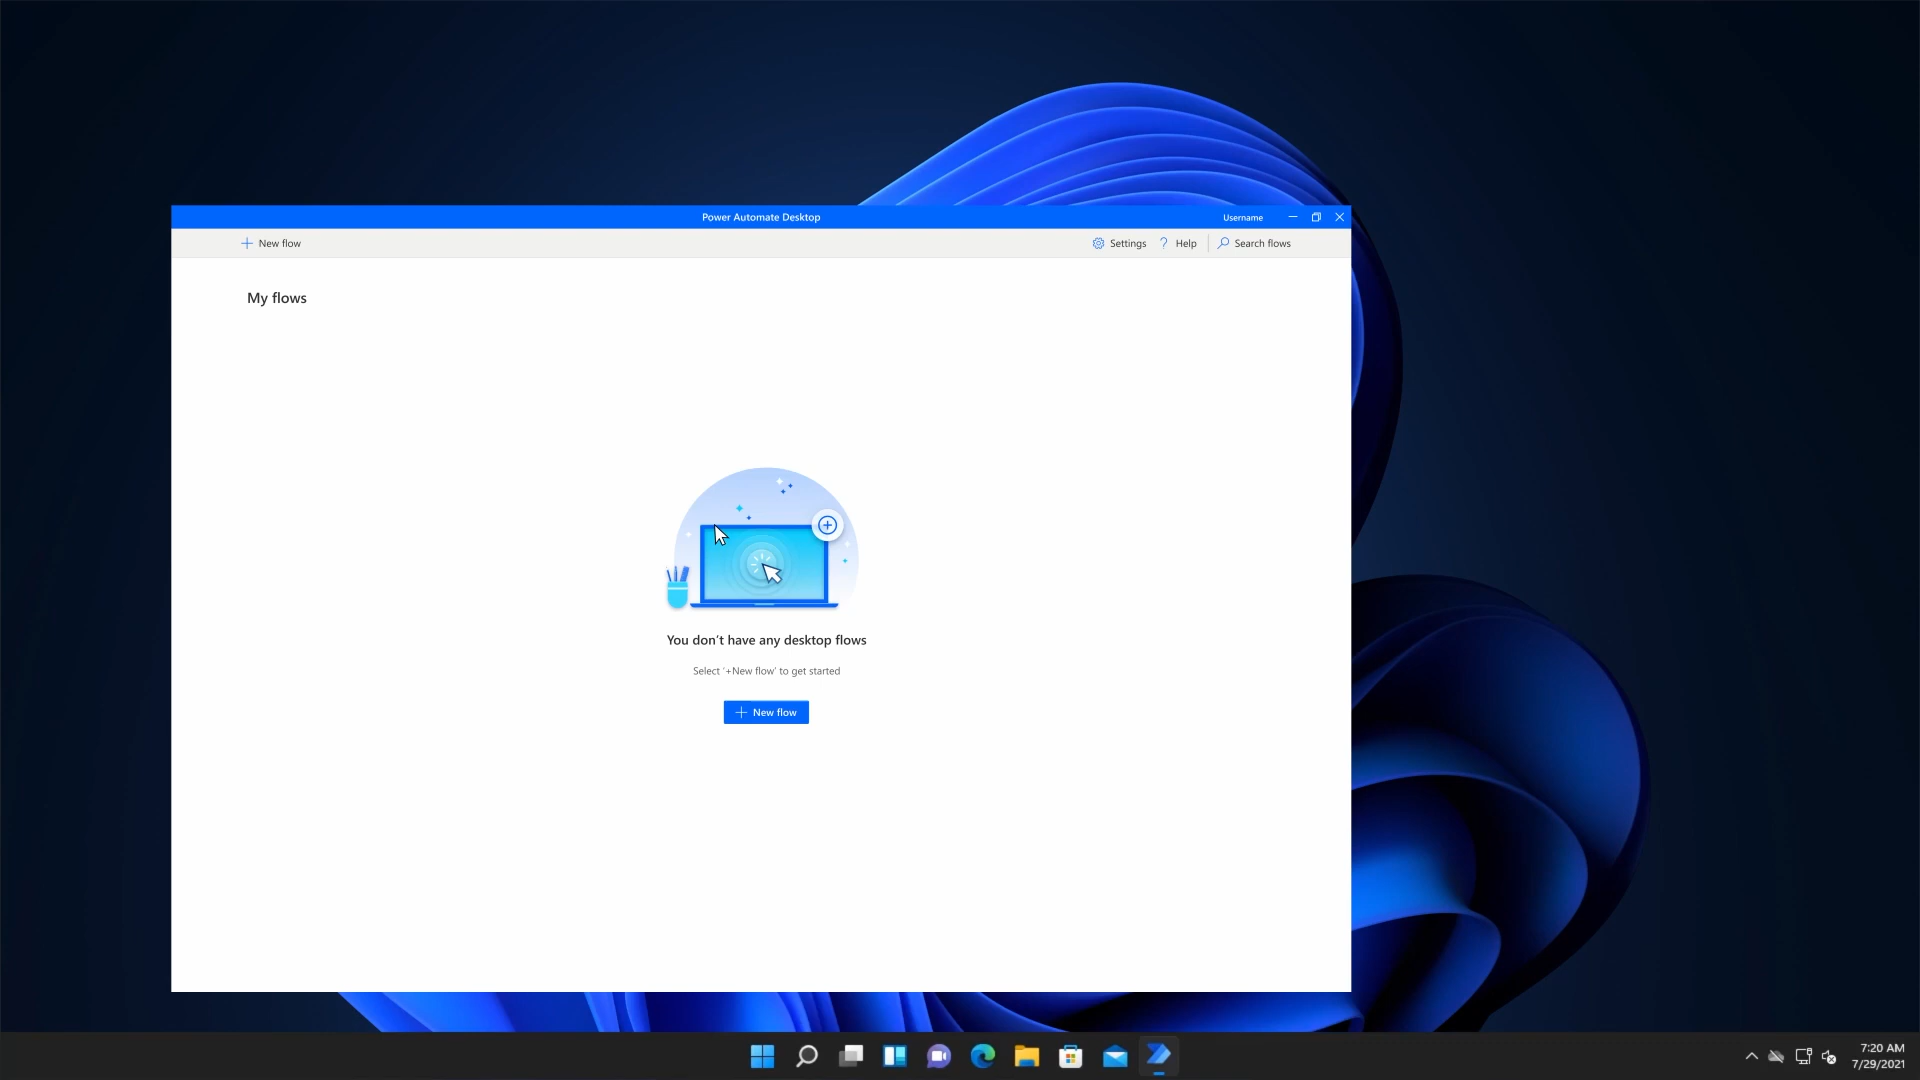 Power Automate Desktop
Username
New flow
Settings
? Help
Search flows
My flows
You don't have any desktop flows
Select '+New flow' to get started
New flow
7:20 AM
7/29/2021